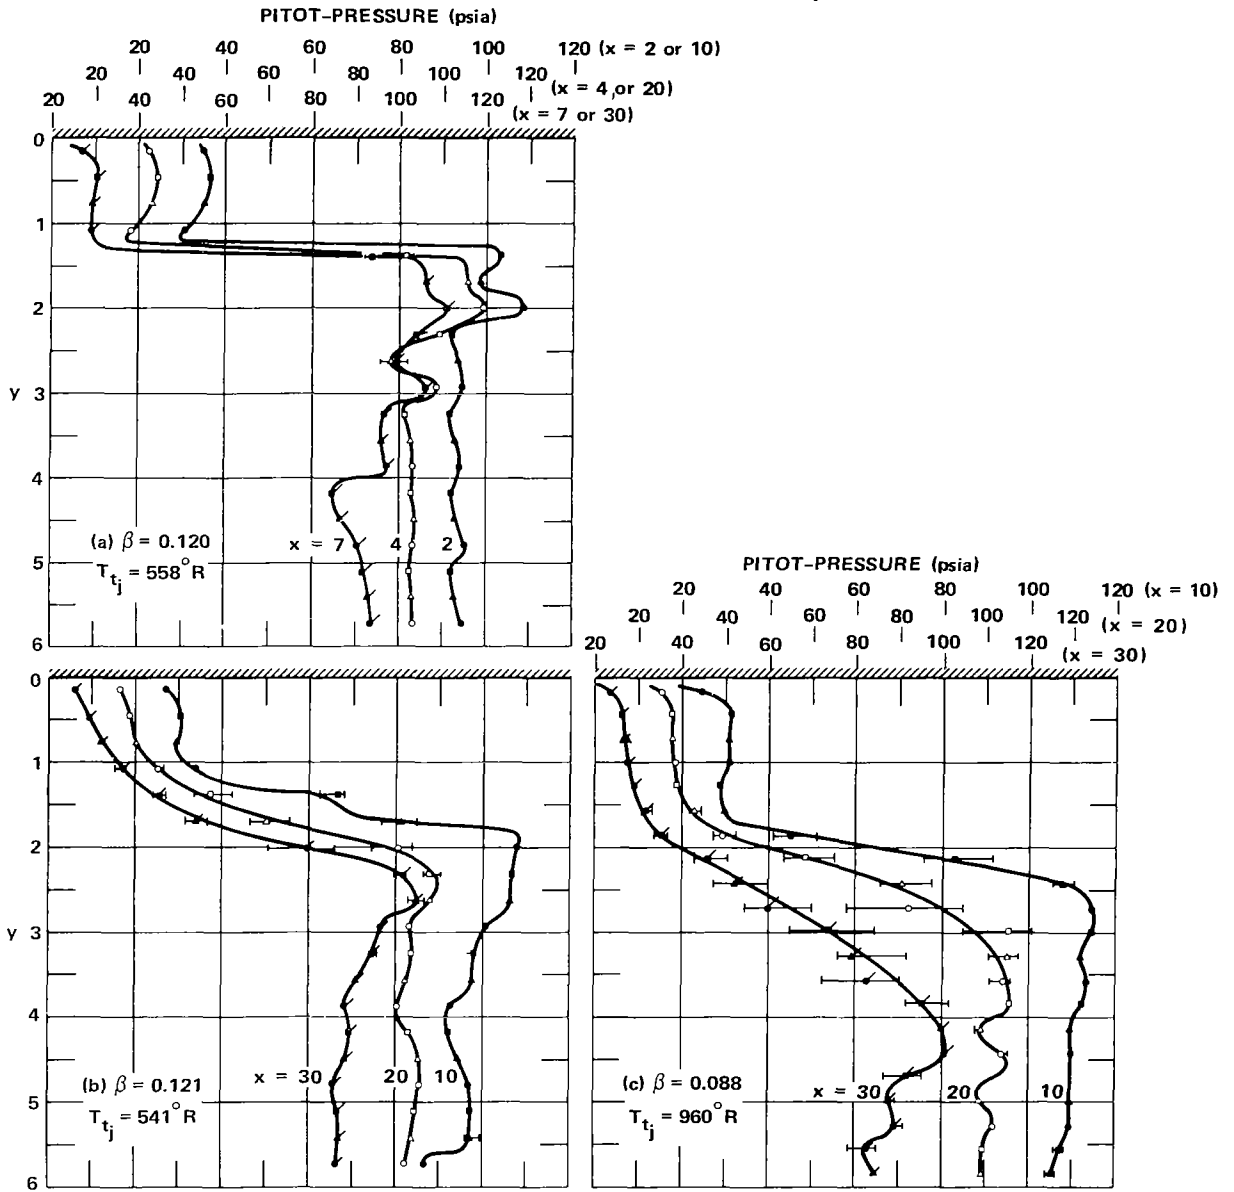 PITOT-PRESSURE (psia)
20 40 60 80 100 120 (x = 2 or 10)
20 40 60 80 100 120 (x = 4 ,or 20)
20 40 60 80 100 120 (x = 7 or 30)
0
1
2
y 3
4
5
6
(a) β = 0.120
T_tj = 558°R
x = 7 4 2
0
1
2
y 3
4
5
6
(b) β = 0.121
T_tj = 541°R
x = 30 20 10
PITOT-PRESSURE (psia)
20 40 60 80 100 120 (x = 10)
20 40 60 80 100 120 (x = 20)
20 40 60 80 100 120 (x = 30)
(c) β = 0.088
T_tj = 960°R
x = 30 20 10